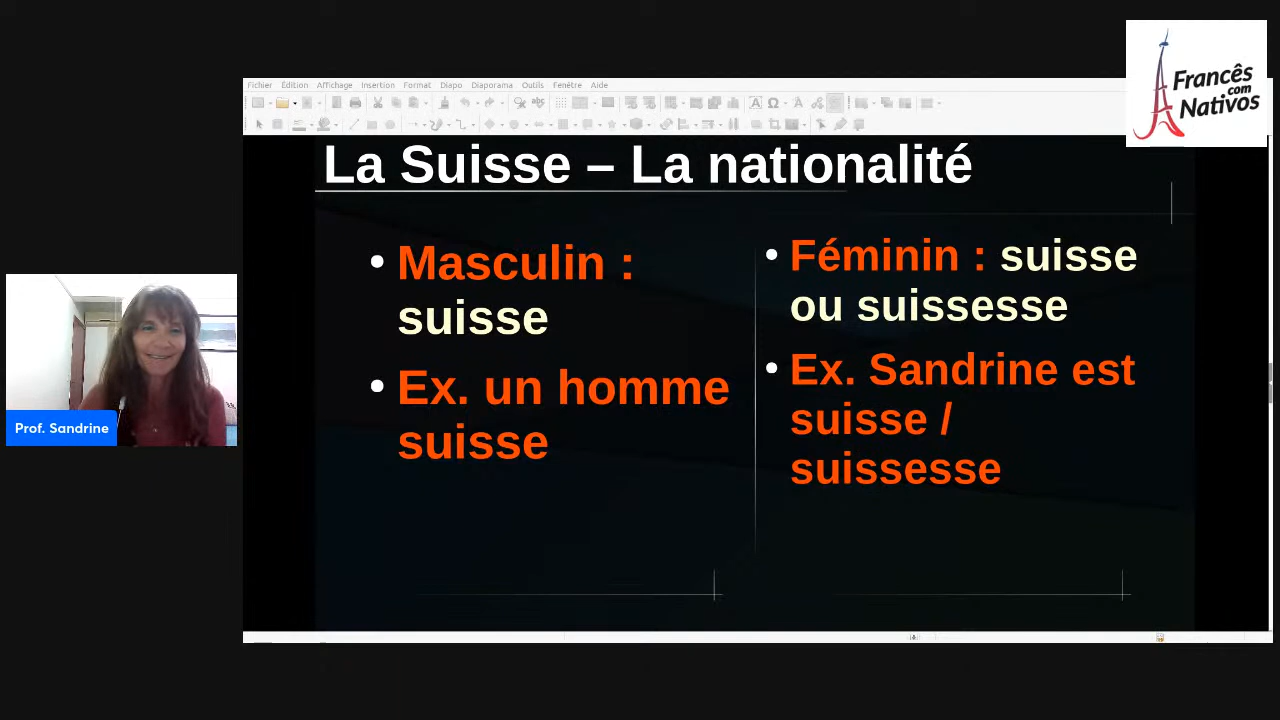 Fichier Édition Affichage Insertion Format Diapo Diaporama Outils Fenêtre Aide
Francês
com
Nativos
La Suisse – La nationalité
• Masculin :
suisse
• Ex. un homme
suisse
• Féminin : suisse
ou suissesse
• Ex. Sandrine est
suisse /
suissesse
Prof. Sandrine